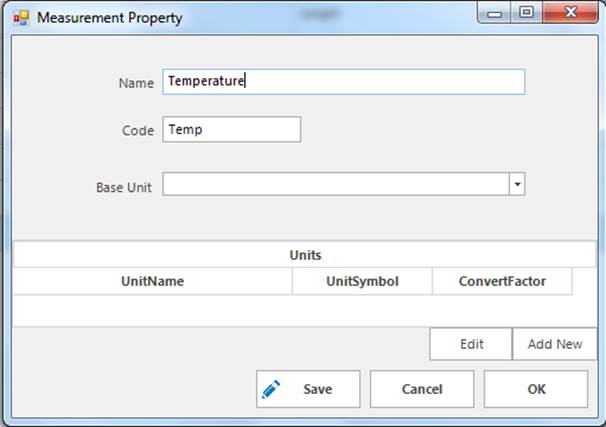 Measurement Property
Name Temperature
Code Temp
Base Unit
Units
UnitName UnitSymbol ConvertFactor
Edit Add New
Save Cancel OK